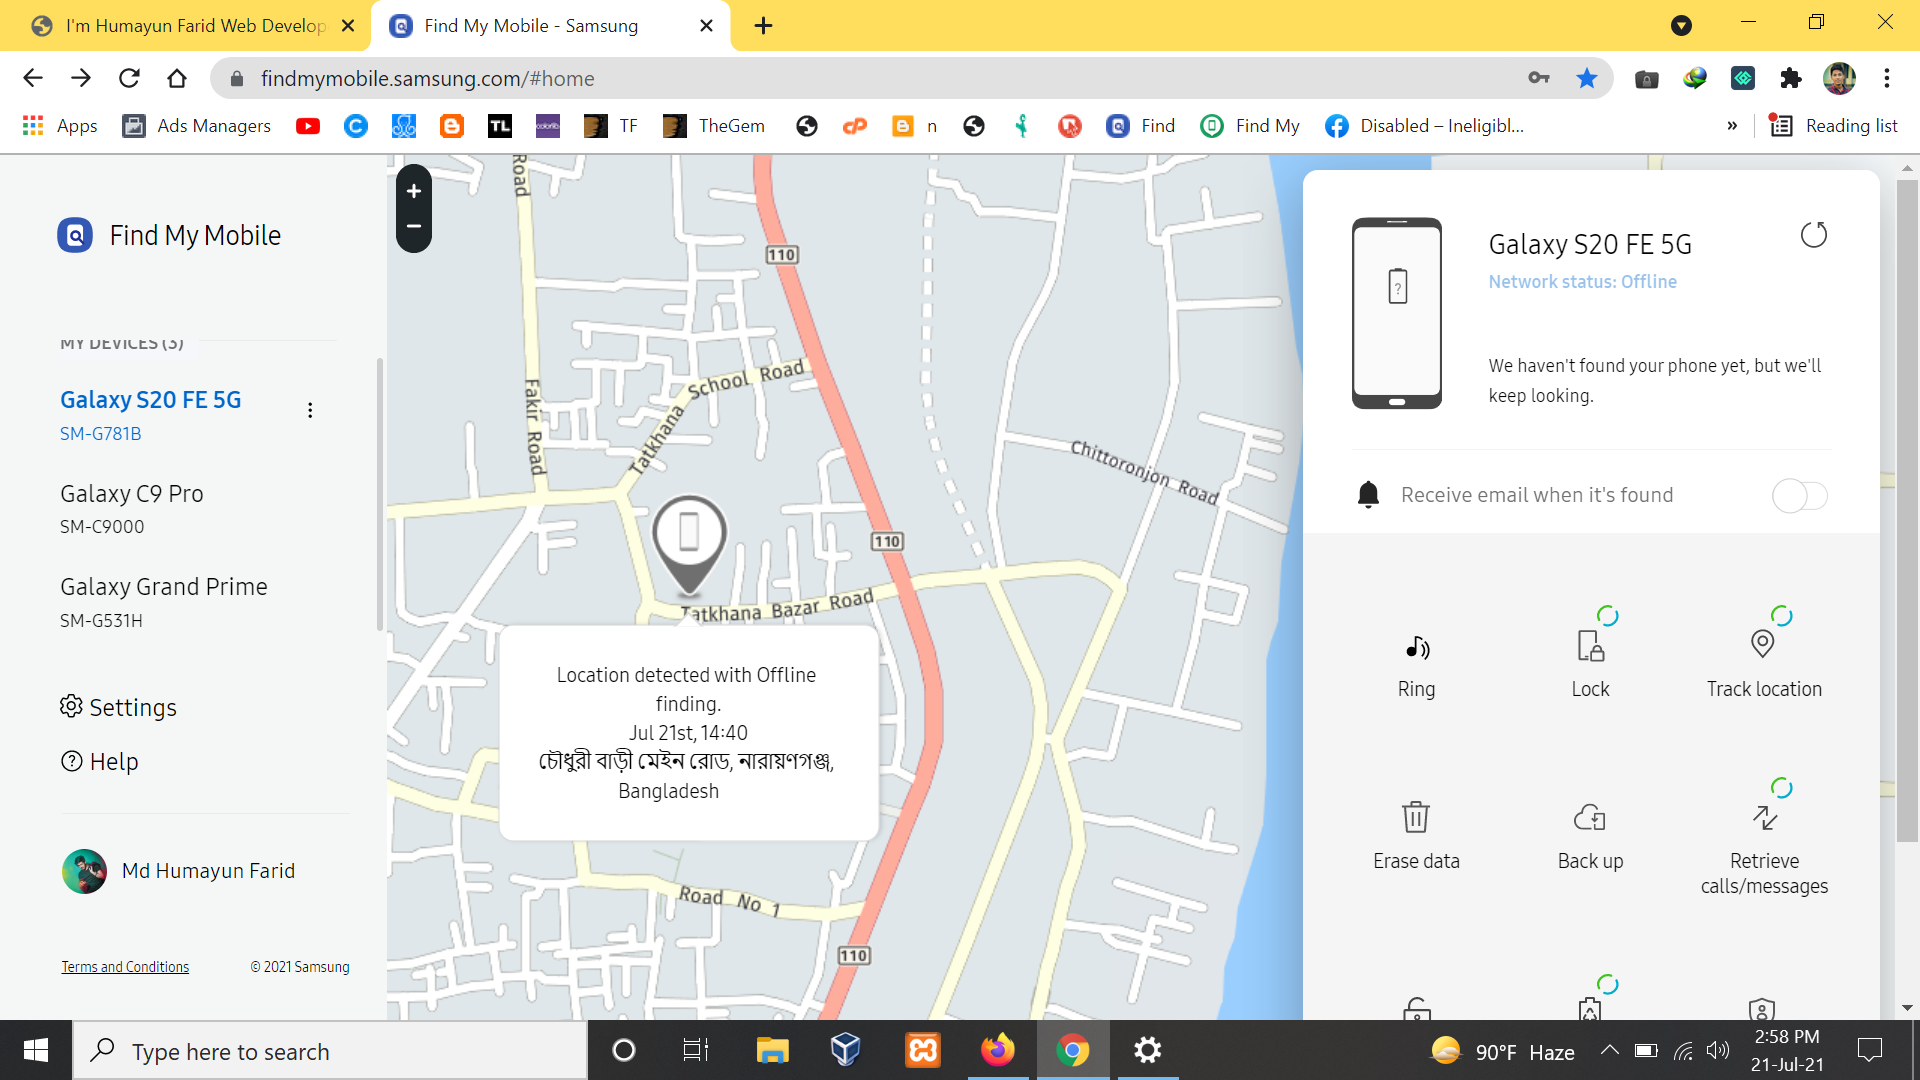 I'm Humayun Farid Web Develop
Find My Mobile - Samsung
findmymobile.samsung.com/#home
Apps
Ads Managers
TL
TF
TheGem
n
Find
Find My
Disabled – Ineligibl...
»
Reading list
Find My Mobile
MY DEVICES (3)
Galaxy S20 FE 5G
SM-G781B
Galaxy C9 Pro
SM-C9000
Galaxy Grand Prime
SM-G531H
Settings
Help
Md Humayun Farid
Terms and Conditions
© 2021 Samsung
+
−
Road
110
Tatkhana School Road
Fakir Road
Chittoronjon Road
110
Tatkhana Bazar Road
Location detected with Offline
finding.
Jul 21st, 14:40
চৌধুরী বাড়ী মেইন রোড, নারায়ণগঞ্জ,
Bangladesh
Road No 1
110
Galaxy S20 FE 5G
Network status: Offline
?
We haven't found your phone yet, but we'll
keep looking.
Receive email when it's found
Ring
Lock
Track location
Erase data
Back up
Retrieve
calls/messages
Type here to search
90°F Haze
2:58 PM
21-Jul-21